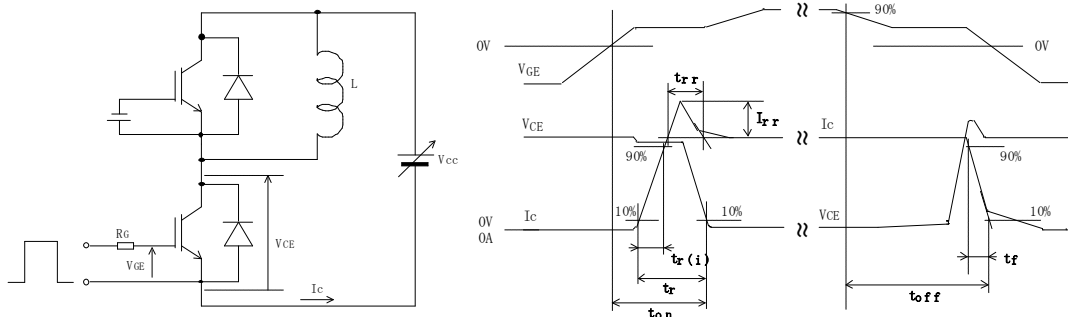 L
Vcc
RG
VGE
VCE
Ic
0V
VGE
VCE
Ic
0V
0A
90%
10%
10%
trr
Irr
tr(i)
tr
ton
90%
0V
Ic
90%
VCE
10%
tf
toff